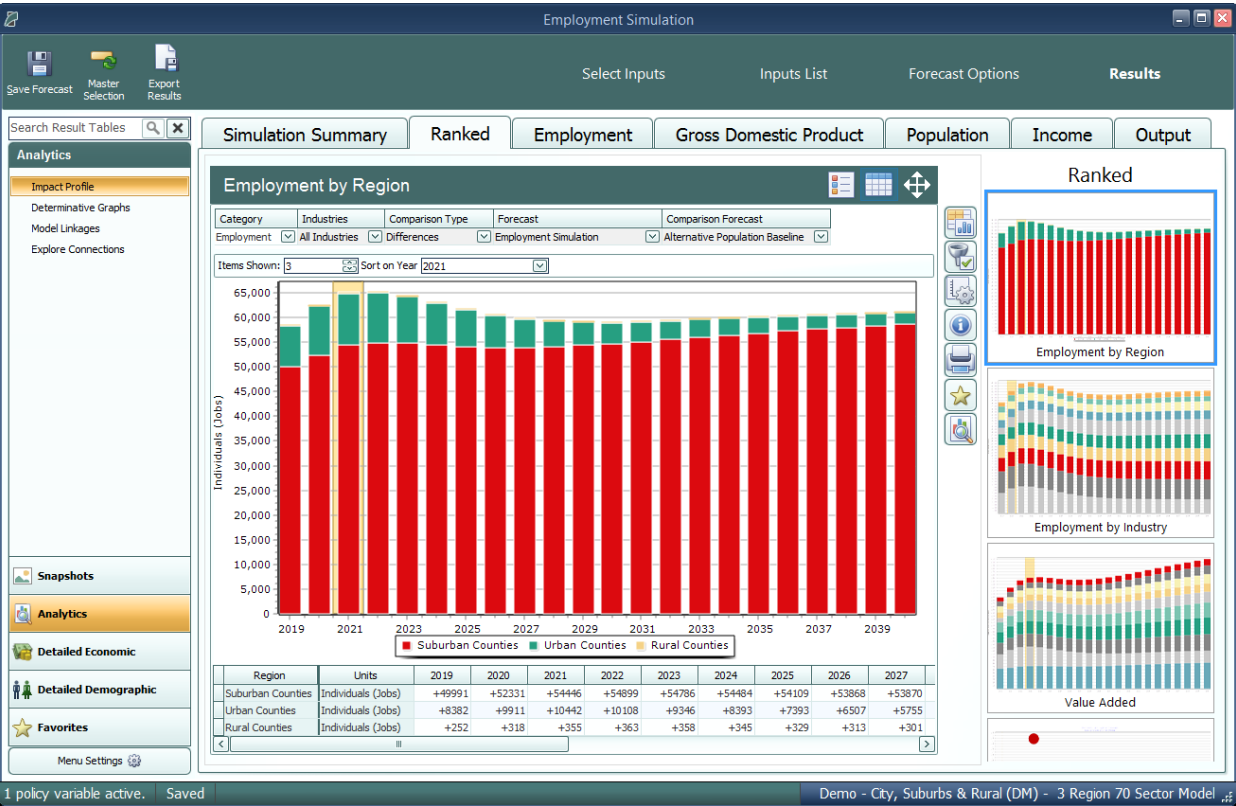 Employment Simulation
Save Forecast
Master Selection
Export Results
Select Inputs
Inputs List
Forecast Options
Results
Search Result Tables
Analytics
Impact Profile
Determinative Graphs
Model Linkages
Explore Connections
Snapshots
Analytics
Detailed Economic
Detailed Demographic
Favorites
Menu Settings
Simulation Summary
Ranked
Employment
Gross Domestic Product
Population
Income
Output
Employment by Region
Category Industries Comparison Type Forecast Comparison Forecast
Employment All Industries Differences Employment Simulation Alternative Population Baseline
Items Shown: 3 Sort on Year 2021
Individuals (Jobs)
65,000
60,000
55,000
50,000
45,000
40,000
35,000
30,000
25,000
20,000
15,000
10,000
5,000
0
2019 2021 2023 2025 2027 2029 2031 2033 2035 2037 2039
Suburban Counties Urban Counties Rural Counties
Region Units 2019 2020 2021 2022 2023 2024 2025 2026 2027
Suburban Counties Individuals (Jobs) +49991 +52331 +54446 +54899 +54786 +54484 +54109 +53868 +53870
Urban Counties Individuals (Jobs) +8382 +9911 +10442 +10108 +9346 +8393 +7393 +6507 +5755
Rural Counties Individuals (Jobs) +252 +318 +355 +363 +358 +345 +329 +313 +301
Ranked
Employment by Region
Employment by Industry
Value Added
1 policy variable active. Saved
Demo - City, Suburbs & Rural (DM) - 3 Region 70 Sector Model